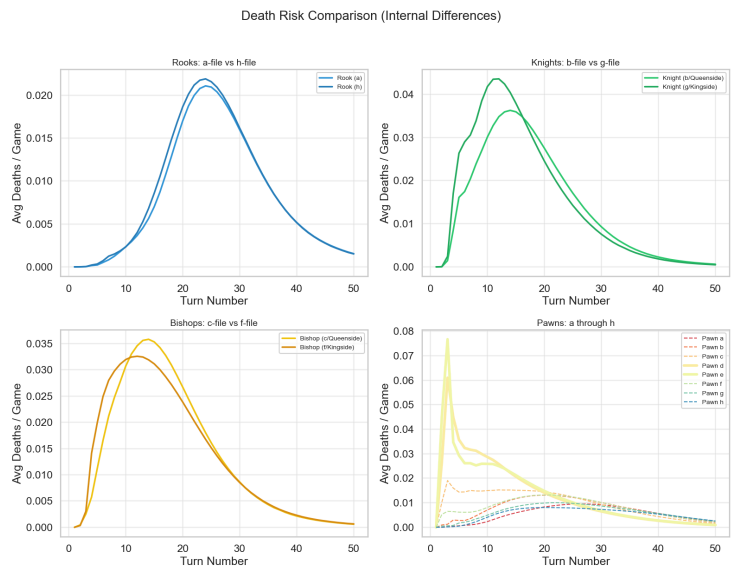 Death Risk Comparison (Internal Differences)
Rooks: a-file vs h-file
Avg Deaths / Game
0.020
0.015
0.010
0.005
0.000
Rook (a)
Rook (h)
0 10 20 30 40 50
Turn Number
Knights: b-file vs g-file
Avg Deaths / Game
0.04
0.03
0.02
0.01
0.00
Knight (b/Queenside)
Knight (g/Kingside)
0 10 20 30 40 50
Turn Number
Bishops: c-file vs f-file
Avg Deaths / Game
0.035
0.030
0.025
0.020
0.015
0.010
0.005
0.000
Bishop (c/Queenside)
Bishop (f/Kingside)
0 10 20 30 40 50
Turn Number
Pawns: a through h
Avg Deaths / Game
0.08
0.07
0.06
0.05
0.04
0.03
0.02
0.01
0.00
Pawn a
Pawn b
Pawn c
Pawn d
Pawn e
Pawn f
Pawn g
Pawn h
0 10 20 30 40 50
Turn Number